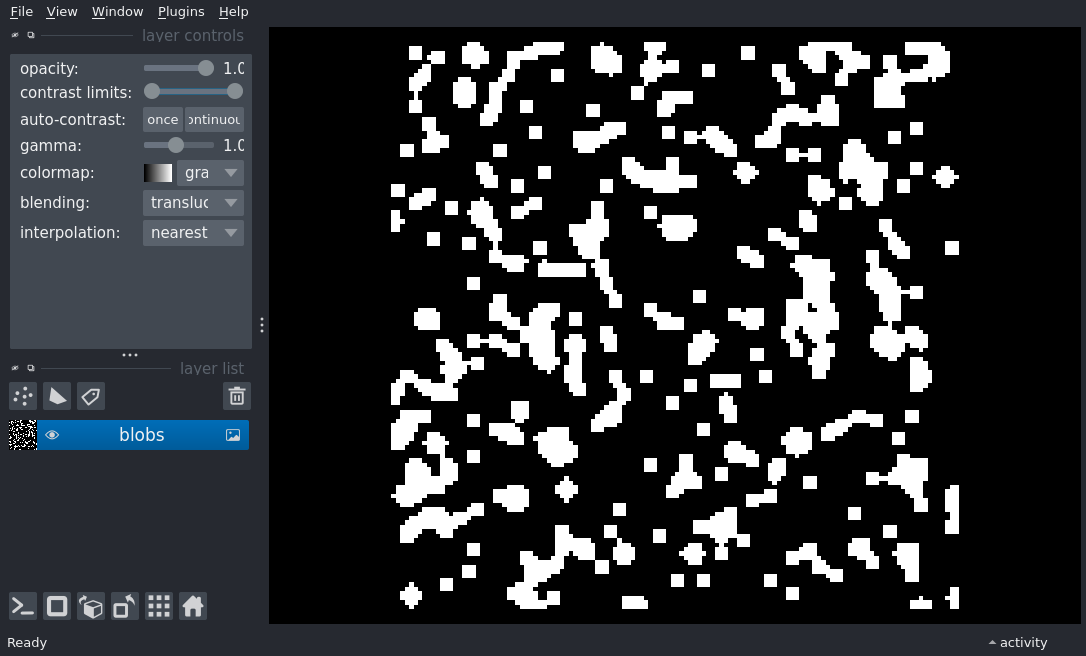 File View Window Plugins Help
layer controls
opacity: 1.0
contrast limits:
auto-contrast: once ontinuou
gamma: 1.0
colormap: gra
blending: transluc
interpolation: nearest
layer list
blobs
Ready activity